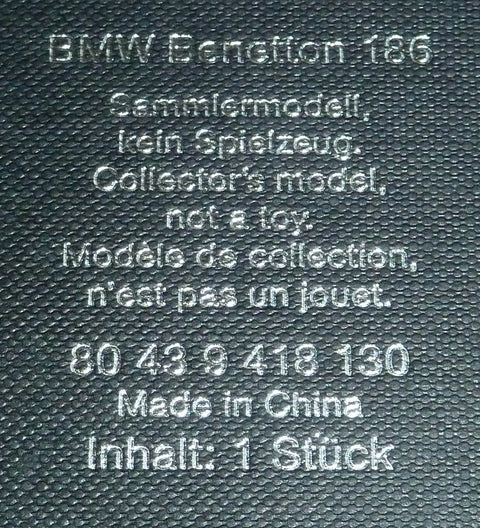 BMW Benetton 186
Sammlermodell,
kein Spielzeug.
Collector's model,
not a toy.
Modèle de collection,
n'est pas un jouet.
80 43 9 418 130
Made in China
Inhalt: 1 Stück